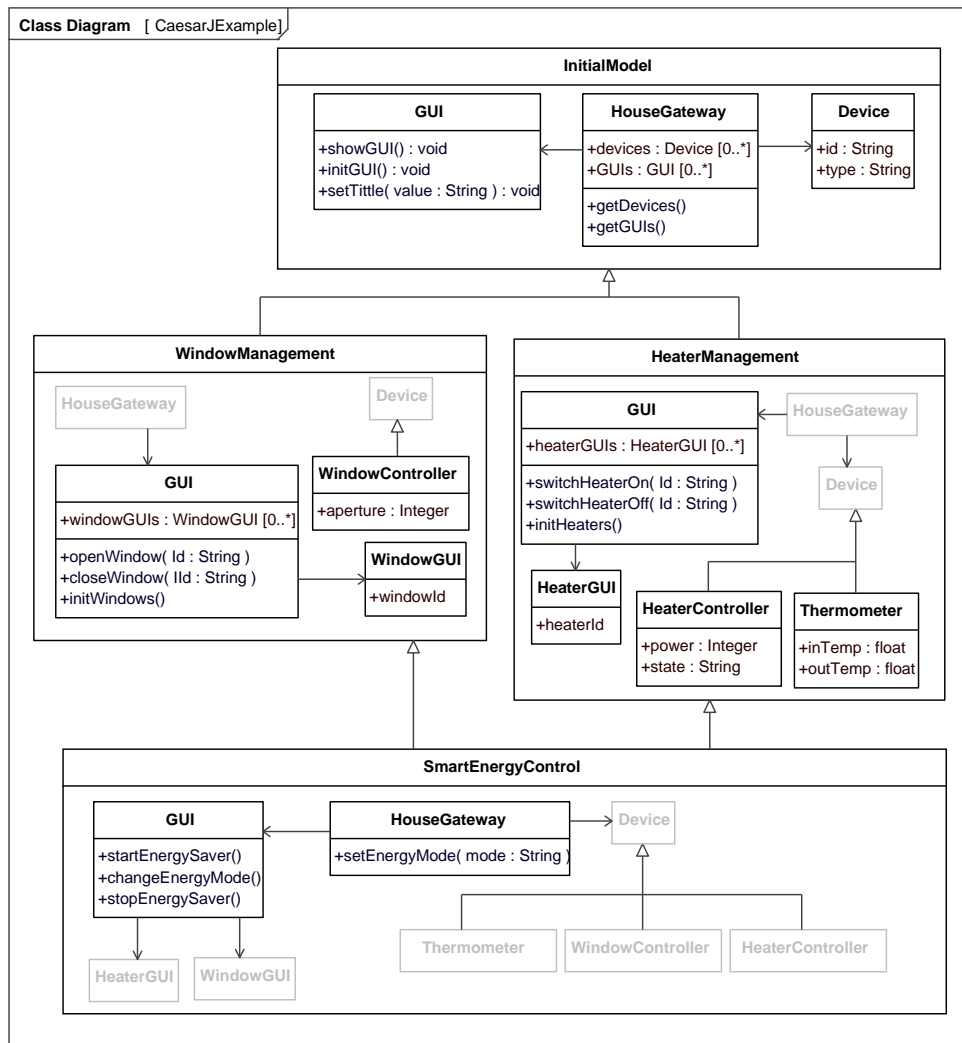 Class Diagram [ CaesarJExample]
InitialModel
GUI
+showGUI() : void
+initGUI() : void
+setTittle( value : String ) : void
HouseGateway
+devices : Device [0..*]
+GUIs : GUI [0..*]
+getDevices()
+getGUIs()
Device
+id : String
+type : String
WindowManagement
HouseGateway
Device
WindowController
+aperture : Integer
GUI
+windowGUIs : WindowGUI [0..*]
+openWindow( Id : String )
+closeWindow( IId : String )
+initWindows()
WindowGUI
+windowId
HeaterManagement
GUI
+heaterGUIs : HeaterGUI [0..*]
+switchHeaterOn( Id : String )
+switchHeaterOff( Id : String )
+initHeaters()
HouseGateway
Device
HeaterGUI
+heaterId
HeaterController
+power : Integer
+state : String
Thermometer
+inTemp : float
+outTemp : float
SmartEnergyControl
GUI
+startEnergySaver()
+changeEnergyMode()
+stopEnergySaver()
HouseGateway
+setEnergyMode( mode : String )
Device
HeaterGUI
WindowGUI
Thermometer
WindowController
HeaterController